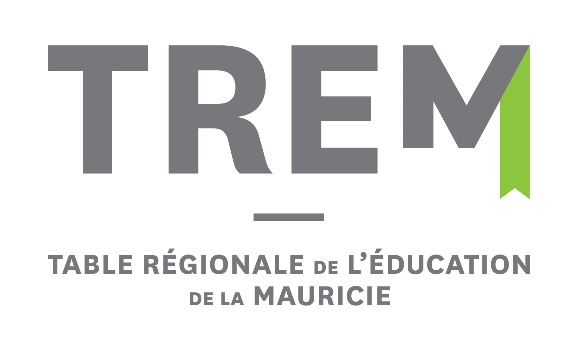 TREM
TABLE RÉGIONALE DE L'ÉDUCATION
DE LA MAURICIE